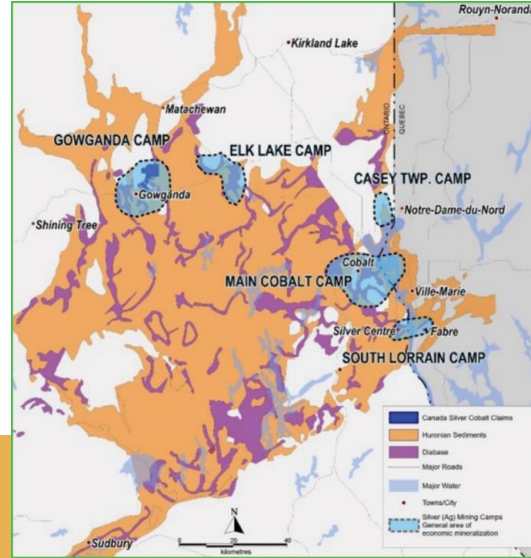 Rouyn-Noranda
Kirkland Lake
Matachewan
ONTARIO
QUEBEC
GOWGANDA CAMP
ELK LAKE CAMP
CASEY TWP. CAMP
Gowganda
Notre-Dame-du-Nord
Shining Tree
Cobalt
MAIN COBALT CAMP
Ville-Marie
Silver Centre
Fabre
SOUTH LORRAIN CAMP
Canada Silver Cobalt Claims
Huronian Sediments
Diabase
Major Roads
Major Water
Towns/City
Silver (Ag) Mining Camps
General area of
economic mineralization
N
0 20
kilometres
Sudbury